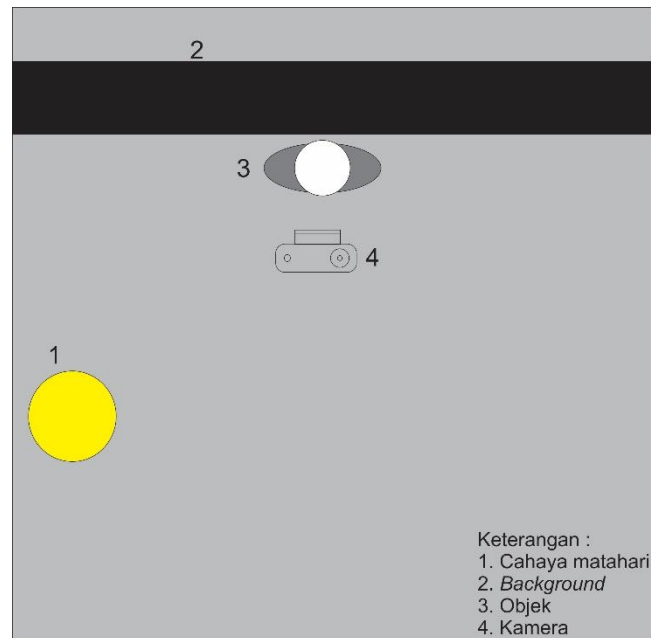 2
3
4
1
Keterangan :
1. Cahaya matahari
2. Background
3. Objek
4. Kamera